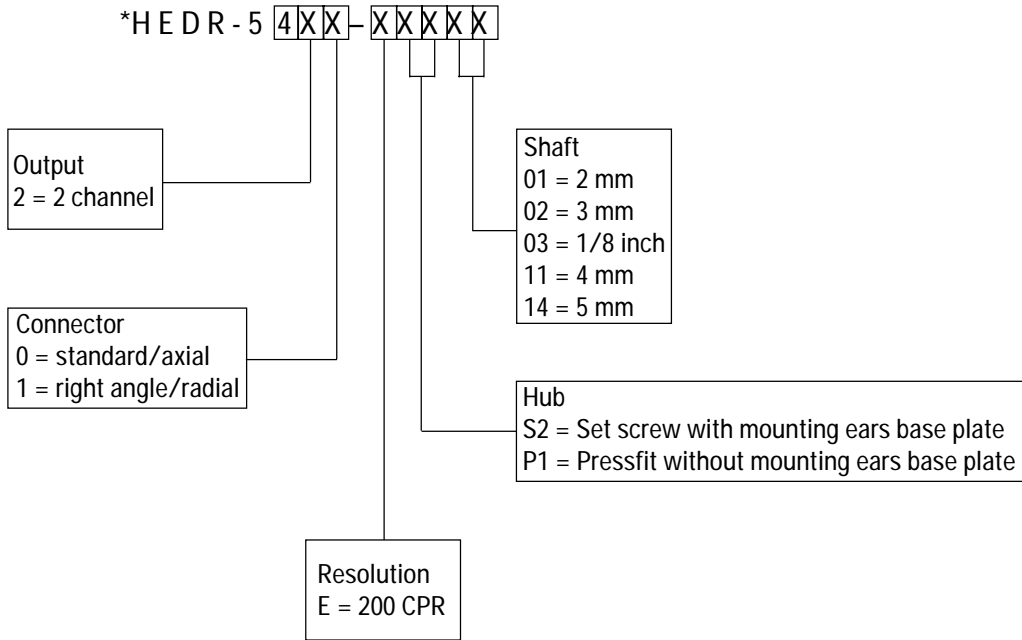 *HEDR-5 4XX–XXXXX
Output
2 = 2 channel
Shaft
01 = 2 mm
02 = 3 mm
03 = 1/8 inch
11 = 4 mm
14 = 5 mm
Connector
0 = standard/axial
1 = right angle/radial
Hub
S2 = Set screw with mounting ears base plate
P1 = Pressfit without mounting ears base plate
Resolution
E = 200 CPR